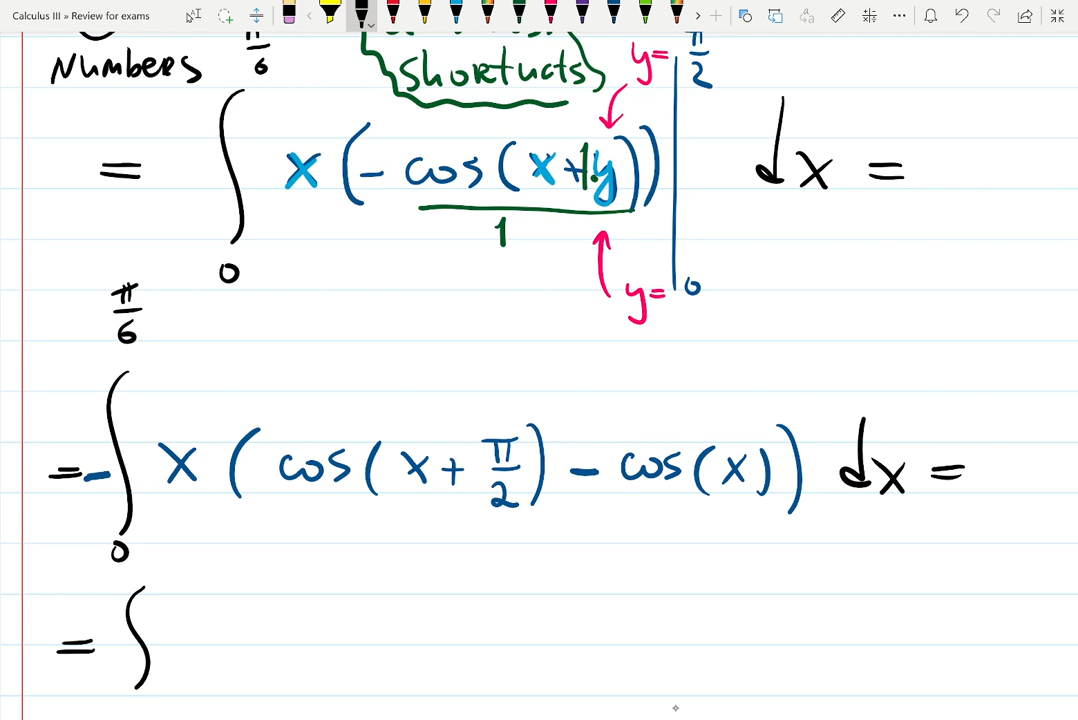 Calculus III » Review for exams
Numbers π/6 shortucts y= π/2
= ∫ x (- cos(x+1·y)) | dx =
1
0 y= 0
π/6
= - ∫ x ( cos( x + π/2 ) - cos(x) ) dx =
0
= ∫